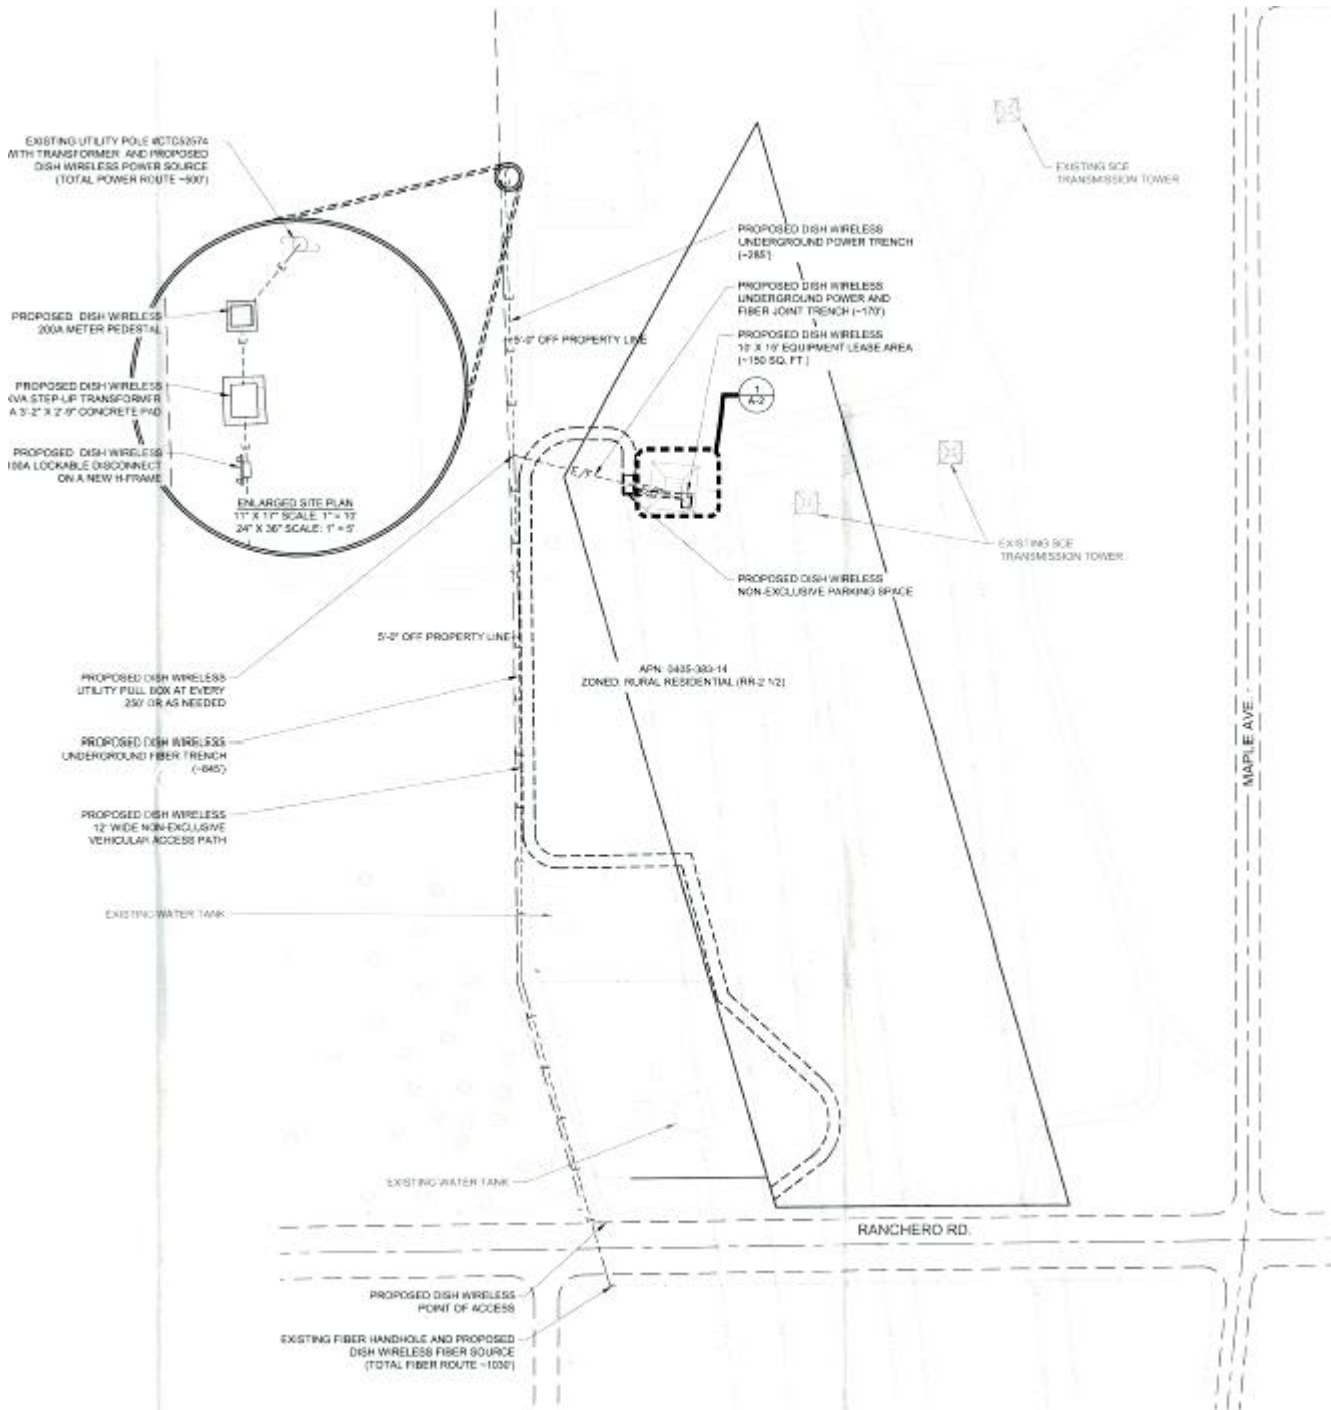 EXISTING UTILITY POLE #CTC52574
WITH TRANSFORMER AND PROPOSED
DISH WIRELESS POWER SOURCE
(TOTAL POWER ROUTE ~500')
PROPOSED DISH WIRELESS
200A METER PEDESTAL
PROPOSED DISH WIRELESS
KVA STEP-UP TRANSFORMER
A 3'-2" X 2'-9" CONCRETE PAD
PROPOSED DISH WIRELESS
100A LOCKABLE DISCONNECT
ON A NEW H-FRAME
ENLARGED SITE PLAN
11" X 17" SCALE: 1" = 10'
24" X 36" SCALE: 1" = 5'
EXISTING SCE
TRANSMISSION TOWER
PROPOSED DISH WIRELESS
UNDERGROUND POWER TRENCH
(~285')
PROPOSED DISH WIRELESS
UNDERGROUND POWER AND
FIBER JOINT TRENCH (~170')
PROPOSED DISH WIRELESS
10' X 15' EQUIPMENT LEASE AREA
(~150 SQ. FT.)
5'-0" OFF PROPERTY LINE
1
A-2
EXISTING SCE
TRANSMISSION TOWER
PROPOSED DISH WIRELESS
NON-EXCLUSIVE PARKING SPACE
5'-0" OFF PROPERTY LINE
APN: 0405-383-14
ZONED: RURAL RESIDENTIAL (RR-2 1/2)
PROPOSED DISH WIRELESS
UTILITY PULL BOX AT EVERY
250' OR AS NEEDED
PROPOSED DISH WIRELESS
UNDERGROUND FIBER TRENCH
(~845')
PROPOSED DISH WIRELESS
12' WIDE NON-EXCLUSIVE
VEHICULAR ACCESS PATH
MAPLE AVE.
EXISTING WATER TANK
EXISTING WATER TANK
RANCHERO RD.
PROPOSED DISH WIRELESS
POINT OF ACCESS
EXISTING FIBER HANDHOLE AND PROPOSED
DISH WIRELESS FIBER SOURCE
(TOTAL FIBER ROUTE ~1030')